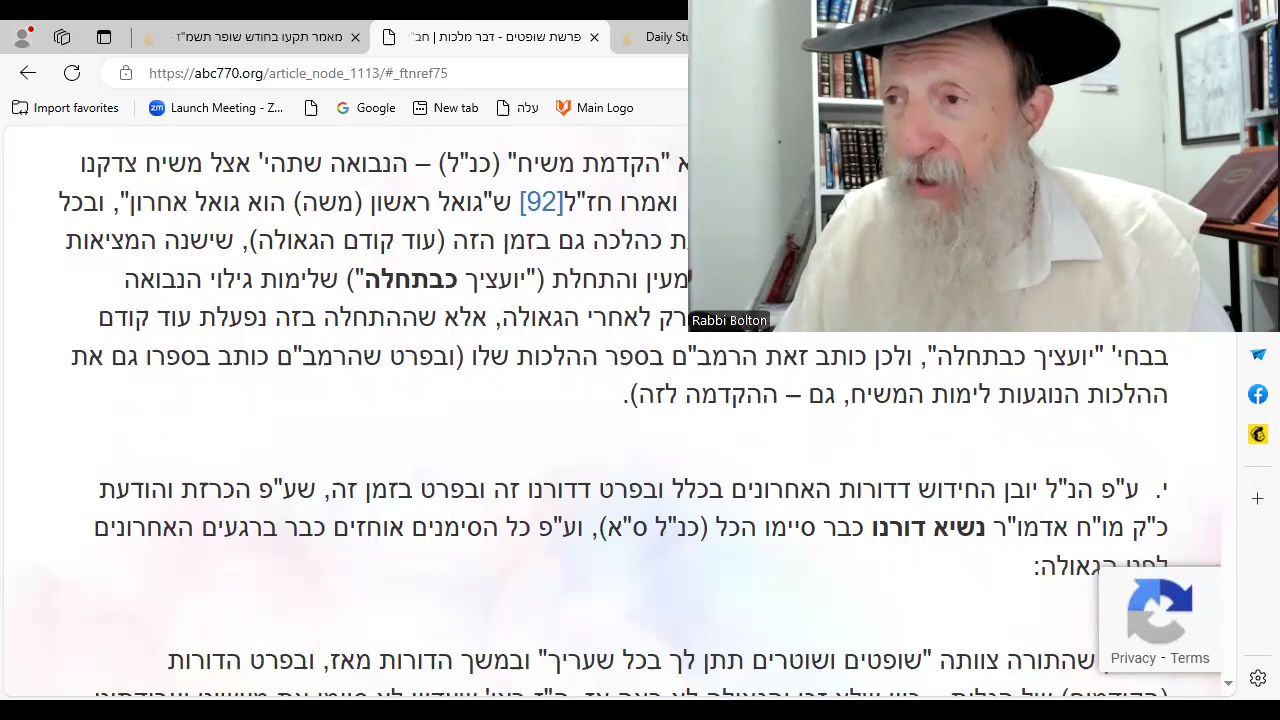 מאמר תקעו בחודש שופר תשמ"ז -
פרשת שופטים - דבר מלכות | חב"
Daily Stu
https://abc770.org/article_node_1113/#_ftnref75
Import favorites
Launch Meeting - Z...
Google
New tab
עלה
Main Logo
א "הקדמת משיח" (כנ"ל) – הנבואה שתהי' אצל משיח צדקנו
ואמרו חז"ל[92] ש"גואל ראשון (משה) הוא גואל אחרון", ובכל
ת כהלכה גם בזמן הזה (עוד קודם הגאולה), שישנה המציאות
מעין והתחלת ("יועציך כבתחלה") שלימות גילוי הנבואה
רק לאחרי הגאולה, אלא שההתחלה בזה נפעלת עוד קודם
בבחי' "יועציך כבתחלה", ולכן כותב זאת הרמב"ם בספר ההלכות שלו (ובפרט שהרמב"ם כותב בספרו גם את
ההלכות הנוגעות לימות המשיח, גם – ההקדמה לזה).
י. ע"פ הנ"ל יובן החידוש דדורות האחרונים בכלל ובפרט דדורנו זה ובפרט בזמן זה, שע"פ הכרזת והודעת
כ"ק מו"ח אדמו"ר נשיא דורנו כבר סיימו הכל (כנ"ל ס"א), וע"פ כל הסימנים אוחזים כבר ברגעים האחרונים
לפני הגאולה:
שהתורה צוותה "שופטים ושוטרים תתן לך בכל שעריך" ובמשך הדורות מאז, ובפרט הדורות
Rabbi Bolton
Privacy - Terms